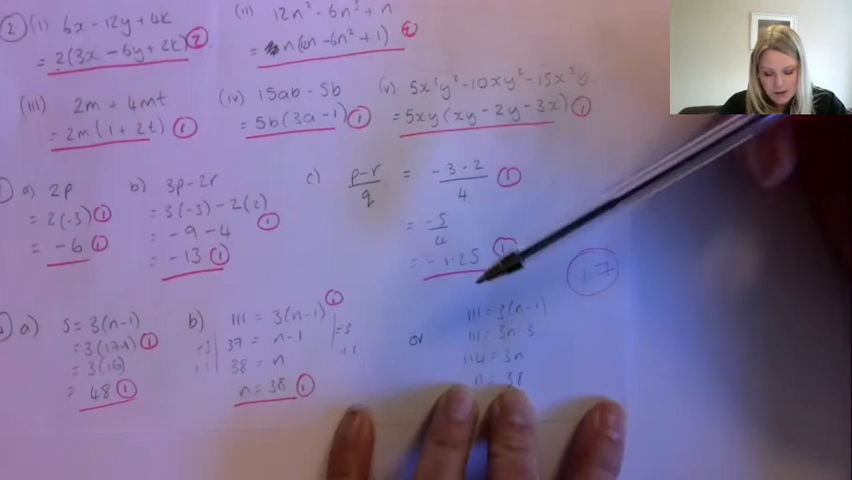 2 (i) 6x - 12y + 4k
= 2(3x - 6y + 2k) 2
(ii) 12n² - 6n³ + n
= n(12n - 6n² + 1) 2
(iii) 2m + 4mt
= 2m(1 + 2t) 1
(iv) 15ab - 5b
= 5b(3a - 1) 1
(v) 5x²y² - 10xy² - 15x²y
= 5xy(xy - 2y - 3x) 1
a) 2p
= 2(-3) 1
= -6 1
b) 3p - 2r
= 3(-3) - 2(2)
= -9 - 4 1
= -13 1
c) p-r/q = -3-2/4 1
= -5/4
= -1.25 1
17
a) S = 3(n-1)
= 3(17-1) 1
= 3(16)
= 48 1
b) 111 = 3(n-1) 1
37 = n-1
38 = n
n = 38 1
or
111 = 3(n-1)
111 = 3n-3
114 = 3n
n = 38